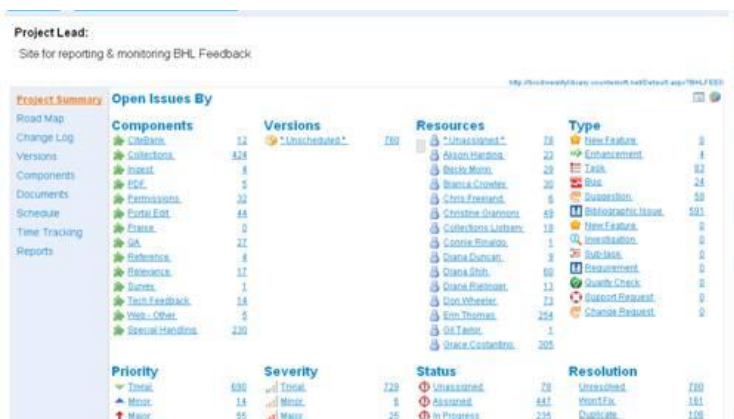 Project Lead:
Site for reporting & monitoring BHL Feedback
Project Summary
Road Map
Change Log
Versions
Components
Documents
Schedule
Time Tracking
Reports
Open Issues By
Components
CiteBank 12
Collections 424
Ingest 4
PDF 5
Permissions 32
Portal Edit 44
Praise 0
QA 27
Reference 4
Relevance 17
Survey 1
Tech Feedback 14
Web - Other 5
Special Handling 230
Versions
* Unscheduled * 780
Resources
* Unassigned * 78
Alison Harding 23
Becky Morin 29
Bianca Crowley 30
Chris Freeland 6
Christine Giannoni 49
Collections Listserv 18
Connie Rinaldo 1
Diana Duncan 9
Diana Shih 60
Diane Rielinger 13
Don Wheeler 73
Erin Thomas 254
Gil Taylor 1
Grace Costantino 205
Type
New Feature 0
Enhancement 4
Task 83
Bug 24
Suggestion 58
Bibliographic Issue 591
New Feature 0
Investigation 0
Sub-task 0
Requirement 0
Quality Check 0
Support Request 0
Change Request 0
Priority
Trivial 690
Minor 14
Major 55
Severity
Trivial 729
Minor 6
Major 26
Status
Unassigned 78
Assigned 447
In Progress 235
Resolution
Unresolved 780
Won't Fix 161
Duplicate 108